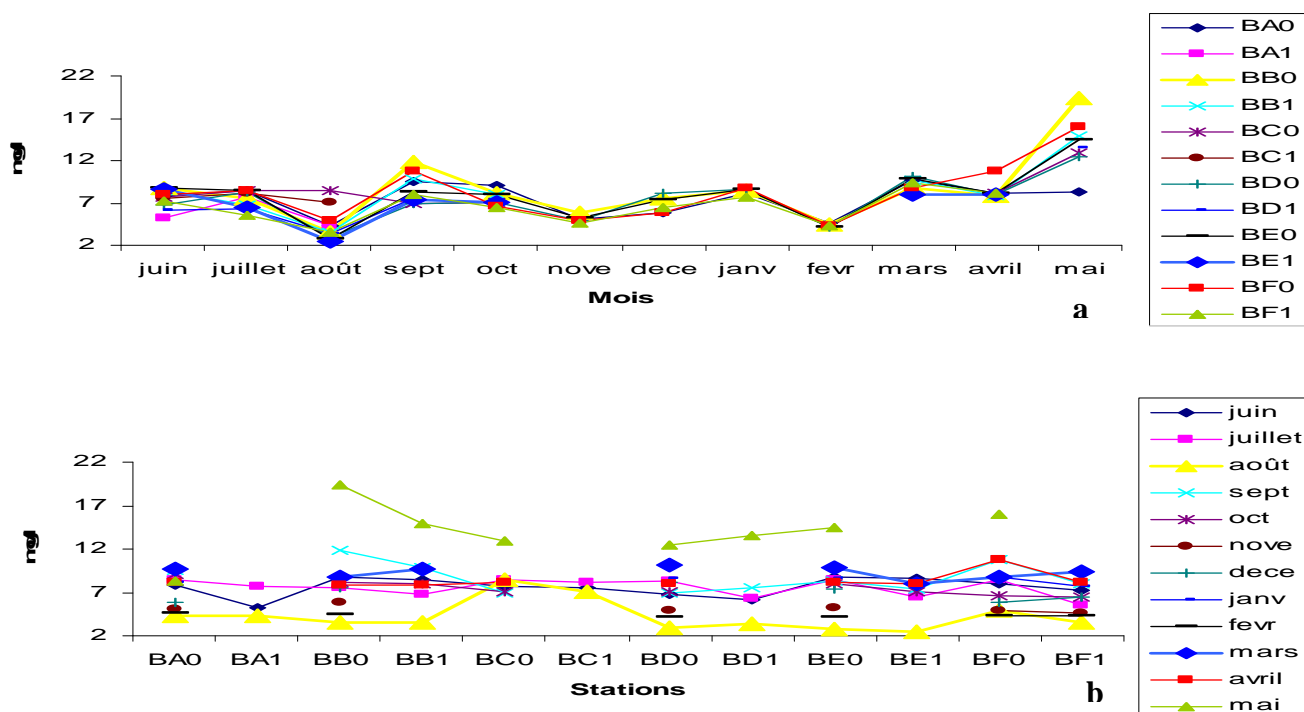 22
17
12
7
2
juin juillet août sept oct nove dece janv fevr mars avril mai
Mois
a
BA0
BA1
BB0
BB1
BC0
BC1
BD0
BD1
BE0
BE1
BF0
BF1
22
17
12
7
2
BA0 BA1 BB0 BB1 BC0 BC1 BD0 BD1 BE0 BE1 BF0 BF1
Stations
b
juin
juillet
août
sept
oct
nove
dece
janv
fevr
mars
avril
mai